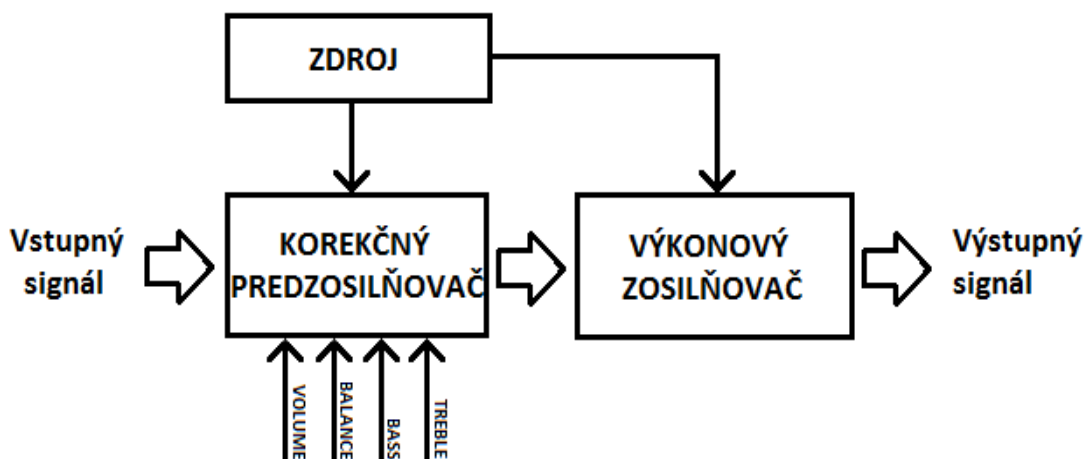 ZDROJ
Vstupný
signál
KOREKČNÝ
PREDZOSILŇOVAČ
VÝKONOVÝ
ZOSILŇOVAČ
Výstupný
signál
VOLUME
BALANCE
BASS
TREBLE